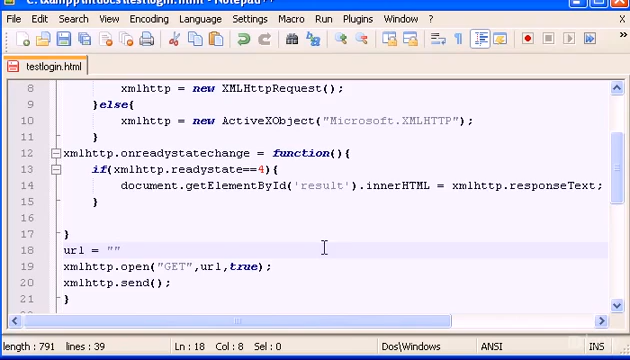 C:\xampp\htdocs\testlogin.html - Notepad++
File Edit Search View Encoding Language Settings Macro Run Plugins Window ? X
testlogin.html
8 xmlhttp = new XMLHttpRequest();
9 }else{
10 xmlhttp = new ActiveXObject("Microsoft.XMLHTTP");
11 }
12 xmlhttp.onreadystatechange = function(){
13 if(xmlhttp.readystate==4){
14 document.getElementById('result').innerHTML = xmlhttp.responseText;
15 }
16
17 }
18 url = ""
19 xmlhttp.open("GET",url,true);
20 xmlhttp.send();
21 }
length : 791 lines : 39 Ln : 18 Col : 8 Sel : 0 Dos\Windows ANSI INS